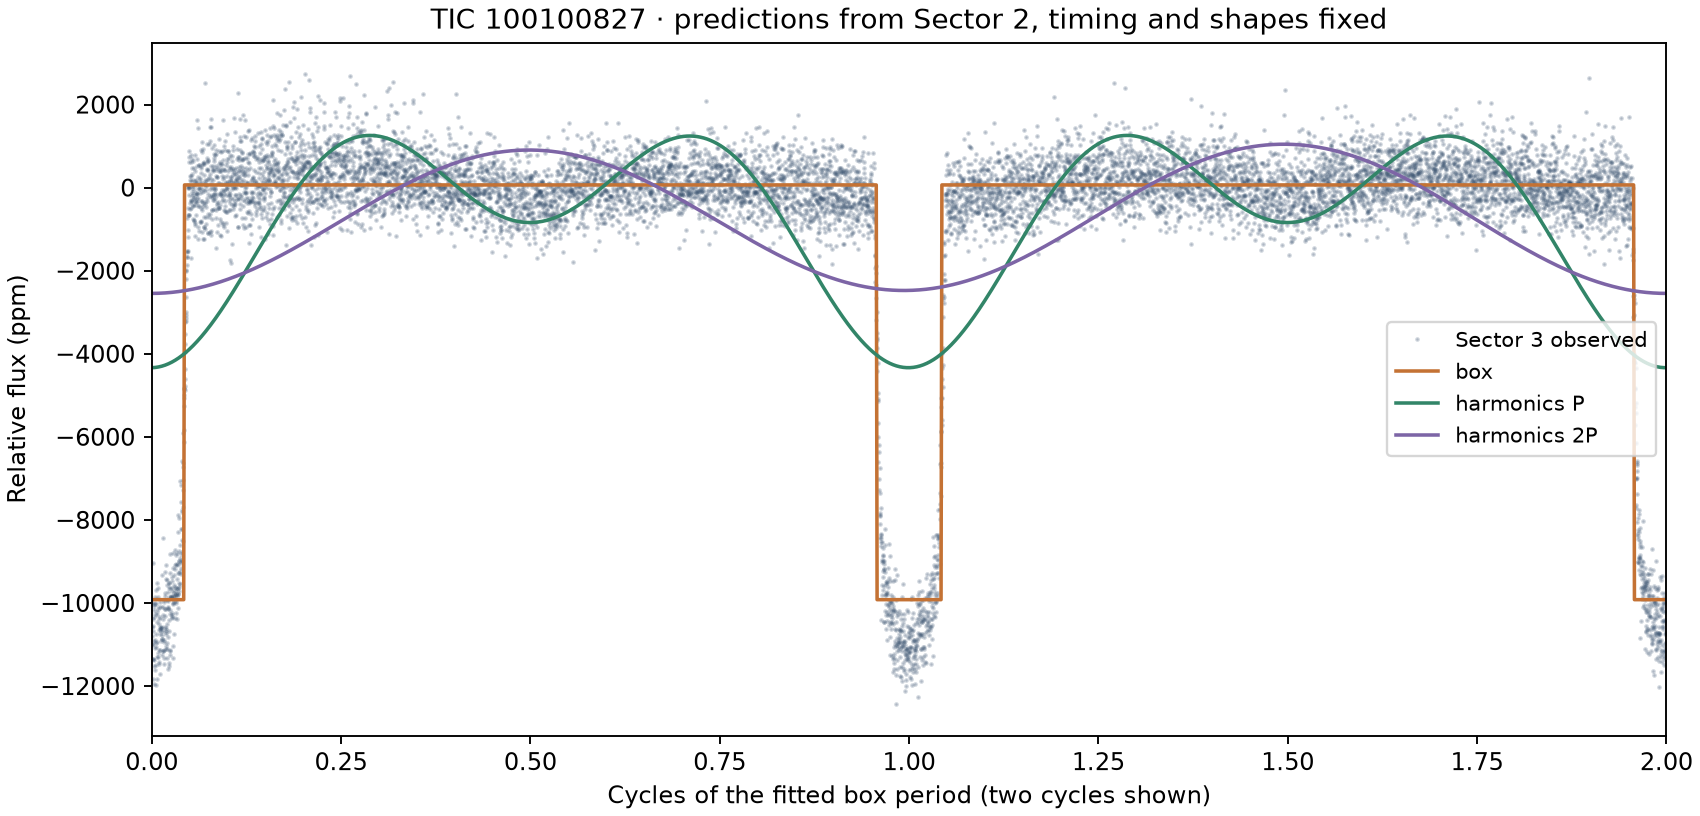 TIC 100100827 · predictions from Sector 2, timing and shapes fixed
Relative flux (ppm)
2000
0
−2000
−4000
−6000
−8000
−10000
−12000
Sector 3 observed
box
harmonics P
harmonics 2P
0.00 0.25 0.50 0.75 1.00 1.25 1.50 1.75 2.00
Cycles of the fitted box period (two cycles shown)